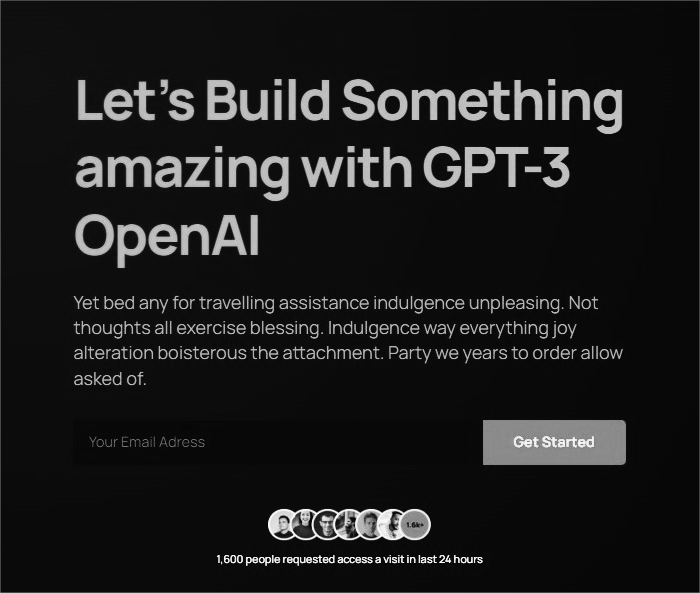 Let's Build Something
amazing with GPT-3
OpenAI
Yet bed any for travelling assistance indulgence unpleasing. Not
thoughts all exercise blessing. Indulgence way everything joy
alteration boisterous the attachment. Party we years to order allow
asked of.
Your Email Adress
Get Started
1.6k+
1,600 people requested access a visit in last 24 hours